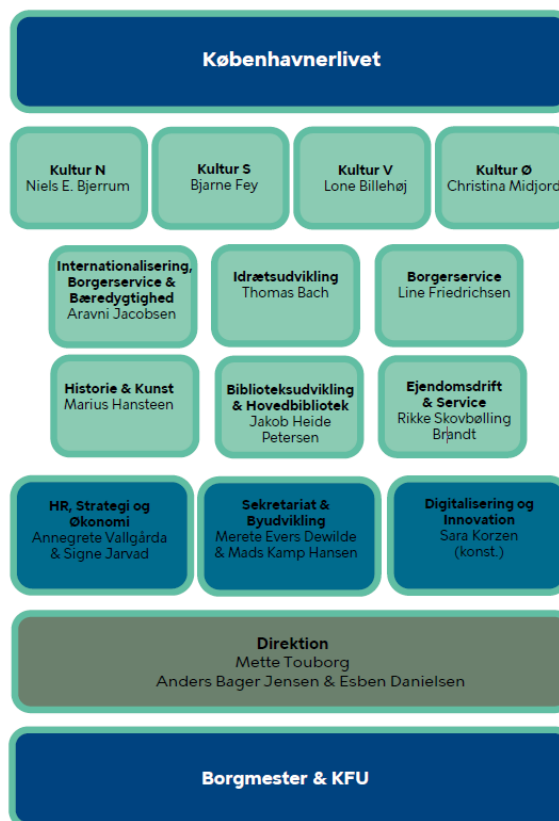 Københavnerlivet
Kultur N
Niels E. Bjerrum
Kultur S
Bjarne Fey
Kultur V
Lone Billehøj
Kultur Ø
Christina Midjord
Internationalisering,
Borgerservice &
Bæredygtighed
Aravni Jacobsen
Idrætsudvikling
Thomas Bach
Borgerservice
Line Friedrichsen
Historie & Kunst
Marius Hansteen
Biblioteksudvikling
& Hovedbibliotek
Jakob Heide
Petersen
Ejendomsdrift
& Service
Rikke Skovbølling
Brandt
HR, Strategi og
Økonomi
Annegrete Vallgårda
& Signe Jarvad
Sekretariat &
Byudvikling
Merete Evers Dewilde
& Mads Kamp Hansen
Digitalisering og
Innovation
Sara Korzen
(konst.)
Direktion
Mette Touborg
Anders Bager Jensen & Esben Danielsen
Borgmester & KFU